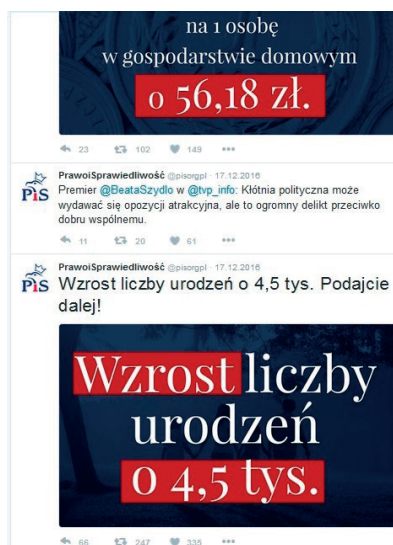 na 1 osobę
w gospodarstwie domowym
o 56,18 zł.
23 102 149
PrawoiSprawiedliwość @pisorgpl · 17.12.2016
PiS
Premier @BeataSzydlo w @tvp_info: Kłótnia polityczna może
wydawać się opozycji atrakcyjna, ale to ogromny delikt przeciwko
dobru wspólnemu.
11 20 61
PrawoiSprawiedliwość @pisorgpl · 17.12.2016
PiS
Wzrost liczby urodzeń o 4,5 tys. Podajcie
dalej!
Wzrost liczby
urodzeń
o 4,5 tys.
66 247 335